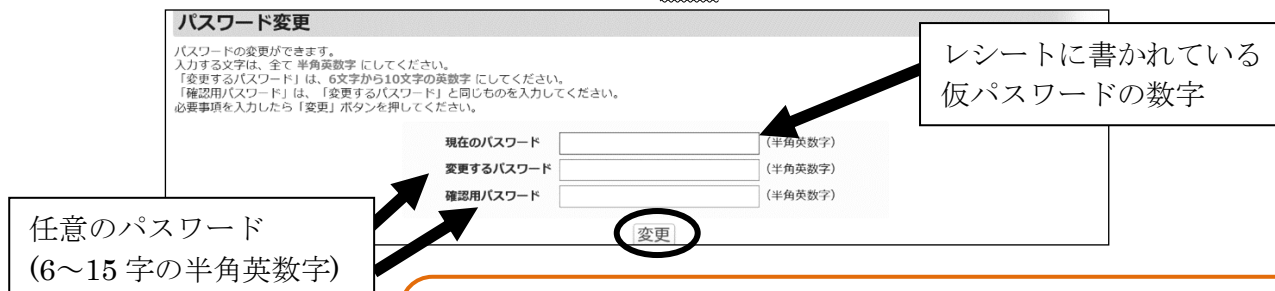 パスワード変更
パスワードの変更ができます。
入力する文字は、全て 半角英数字 にしてください。
「変更するパスワード」は、6文字から10文字の英数字 にしてください。
「確認用パスワード」は、「変更するパスワード」と同じものを入力してください。
必要事項を入力したら「変更」ボタンを押してください。
レシートに書かれている
仮パスワードの数字
現在のパスワード (半角英数字)
変更するパスワード (半角英数字)
確認用パスワード (半角英数字)
変更
任意のパスワード
(6～15 字の半角英数字)